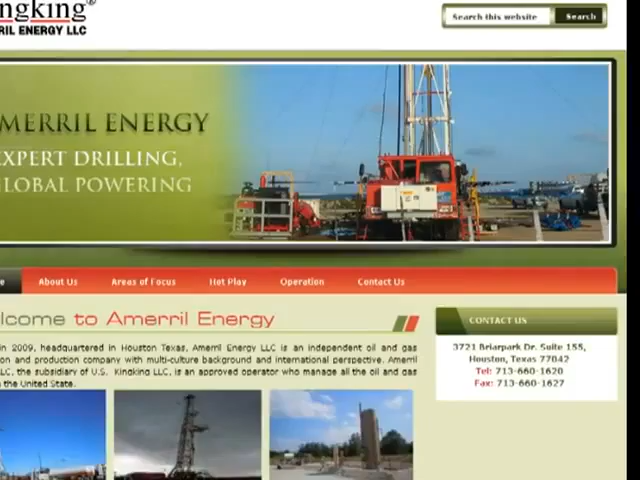 ngking®
RIL ENERGY LLC
Search this website
Search
MERRIL ENERGY
EXPERT DRILLING,
GLOBAL POWERING
e
About Us
Areas of Focus
Hot Play
Operation
Contact Us
lcome to Amerril Energy
in 2009, headquartered in Houston Texas, Amerril Energy LLC is an independent oil and gas
on and production company with multi-culture background and international perspective. Amerril
LLC, the subsidiary of U.S. Kingking LLC, is an approved operator who manage all the oil and gas
n the United State.
CONTACT US
3721 Briarpark Dr. Suite 155,
Houston, Texas 77042
Tel: 713-660-1620
Fax: 713-660-1627